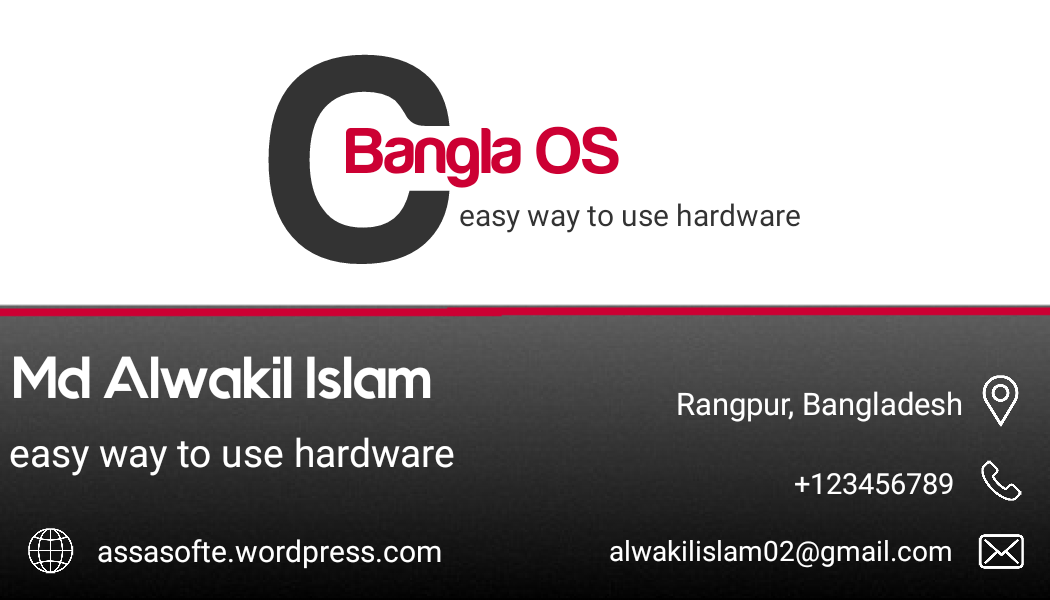 C
Bangla OS
easy way to use hardware
Md Alwakil Islam
easy way to use hardware
assasofte.wordpress.com
Rangpur, Bangladesh
+123456789
alwakilislam02@gmail.com